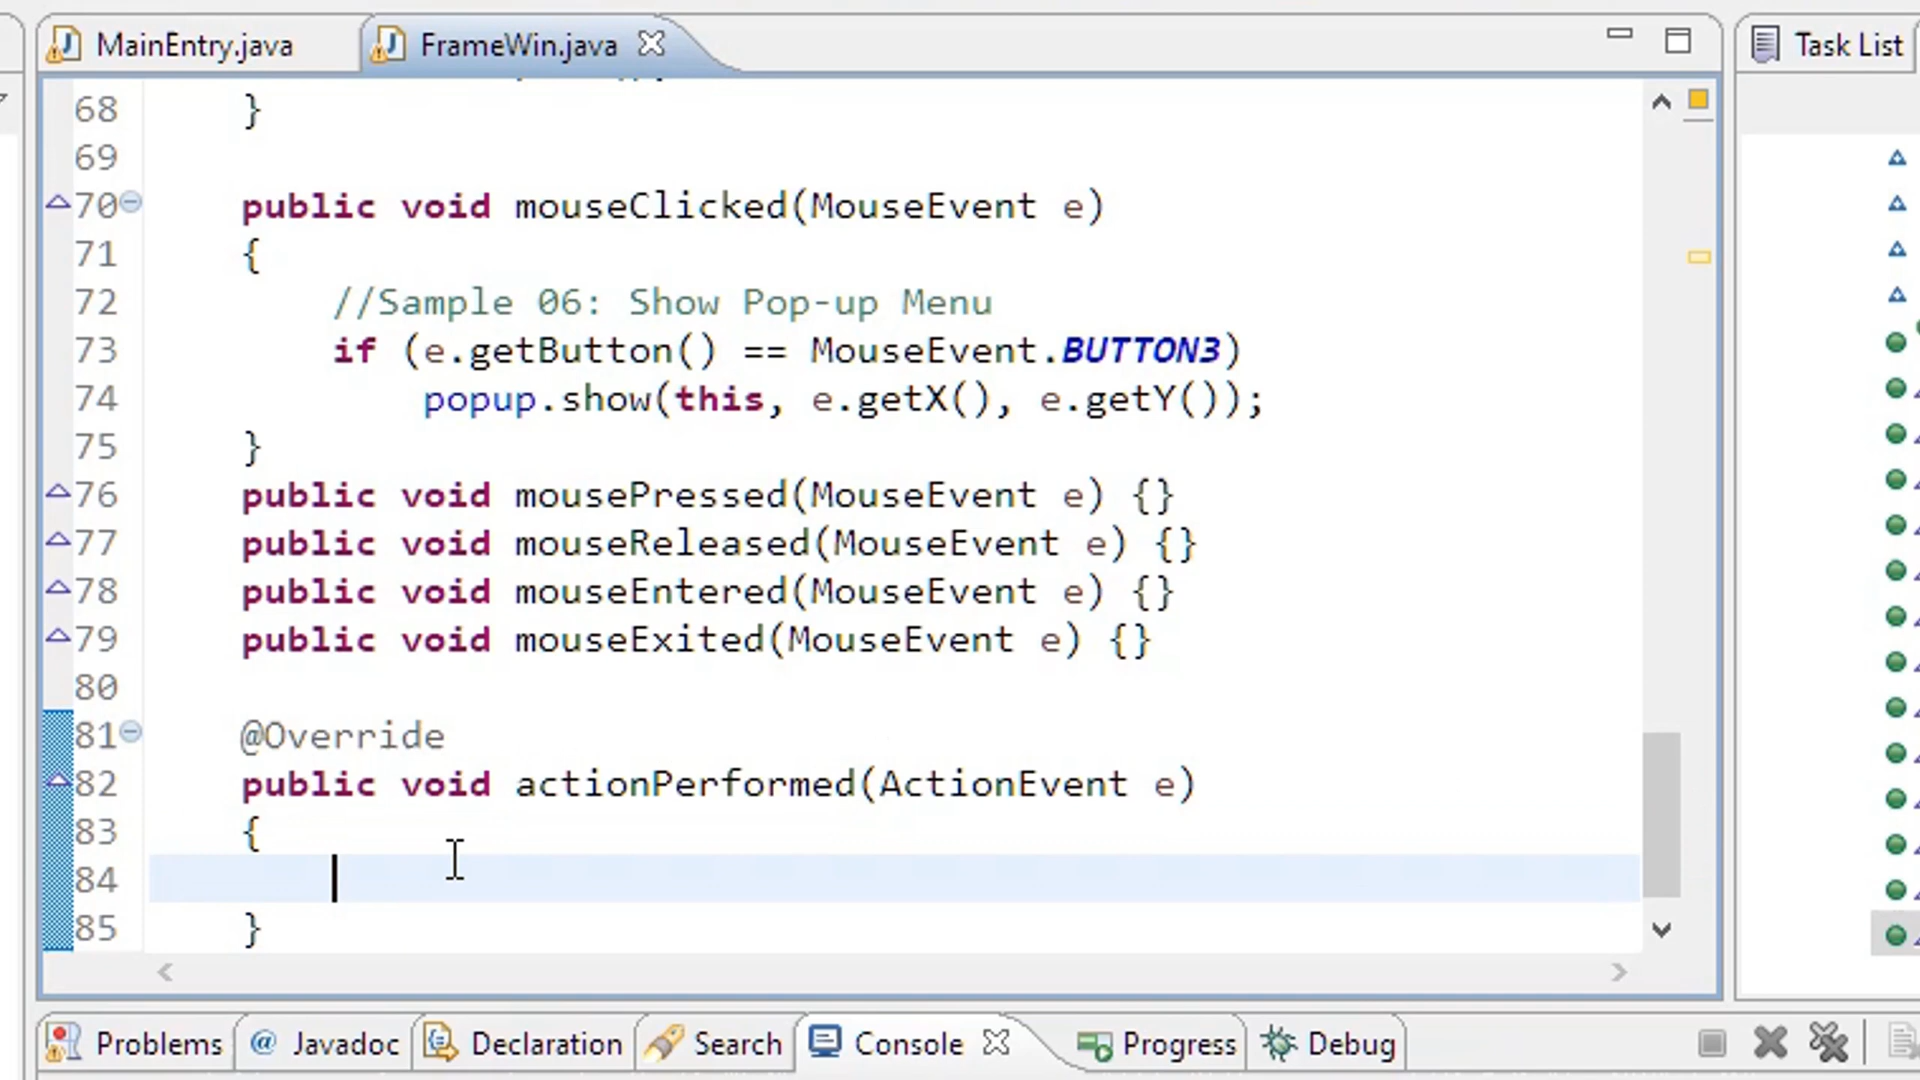 MainEntry.java FrameWin.java Task List
68 }
69
70 public void mouseClicked(MouseEvent e)
71 {
72 //Sample 06: Show Pop-up Menu
73 if (e.getButton() == MouseEvent.BUTTON3)
74 popup.show(this, e.getX(), e.getY());
75 }
76 public void mousePressed(MouseEvent e) {}
77 public void mouseReleased(MouseEvent e) {}
78 public void mouseEntered(MouseEvent e) {}
79 public void mouseExited(MouseEvent e) {}
80
81 @Override
82 public void actionPerformed(ActionEvent e)
83 {
84
85 }
Problems @ Javadoc Declaration Search Console Progress Debug